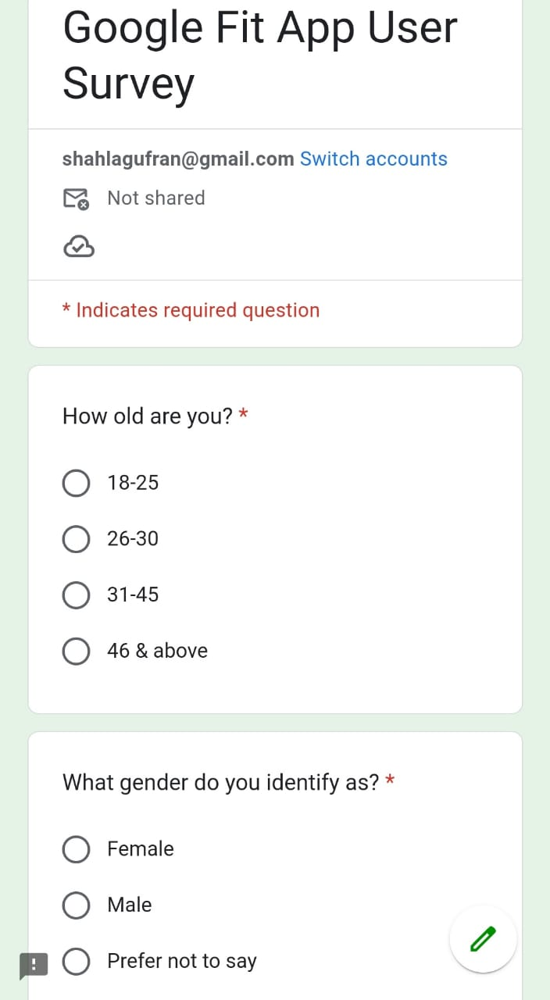 Google Fit App User
Survey
shahlagufran@gmail.com Switch accounts
Not shared
* Indicates required question
How old are you? *
18-25
26-30
31-45
46 & above
What gender do you identify as? *
Female
Male
Prefer not to say